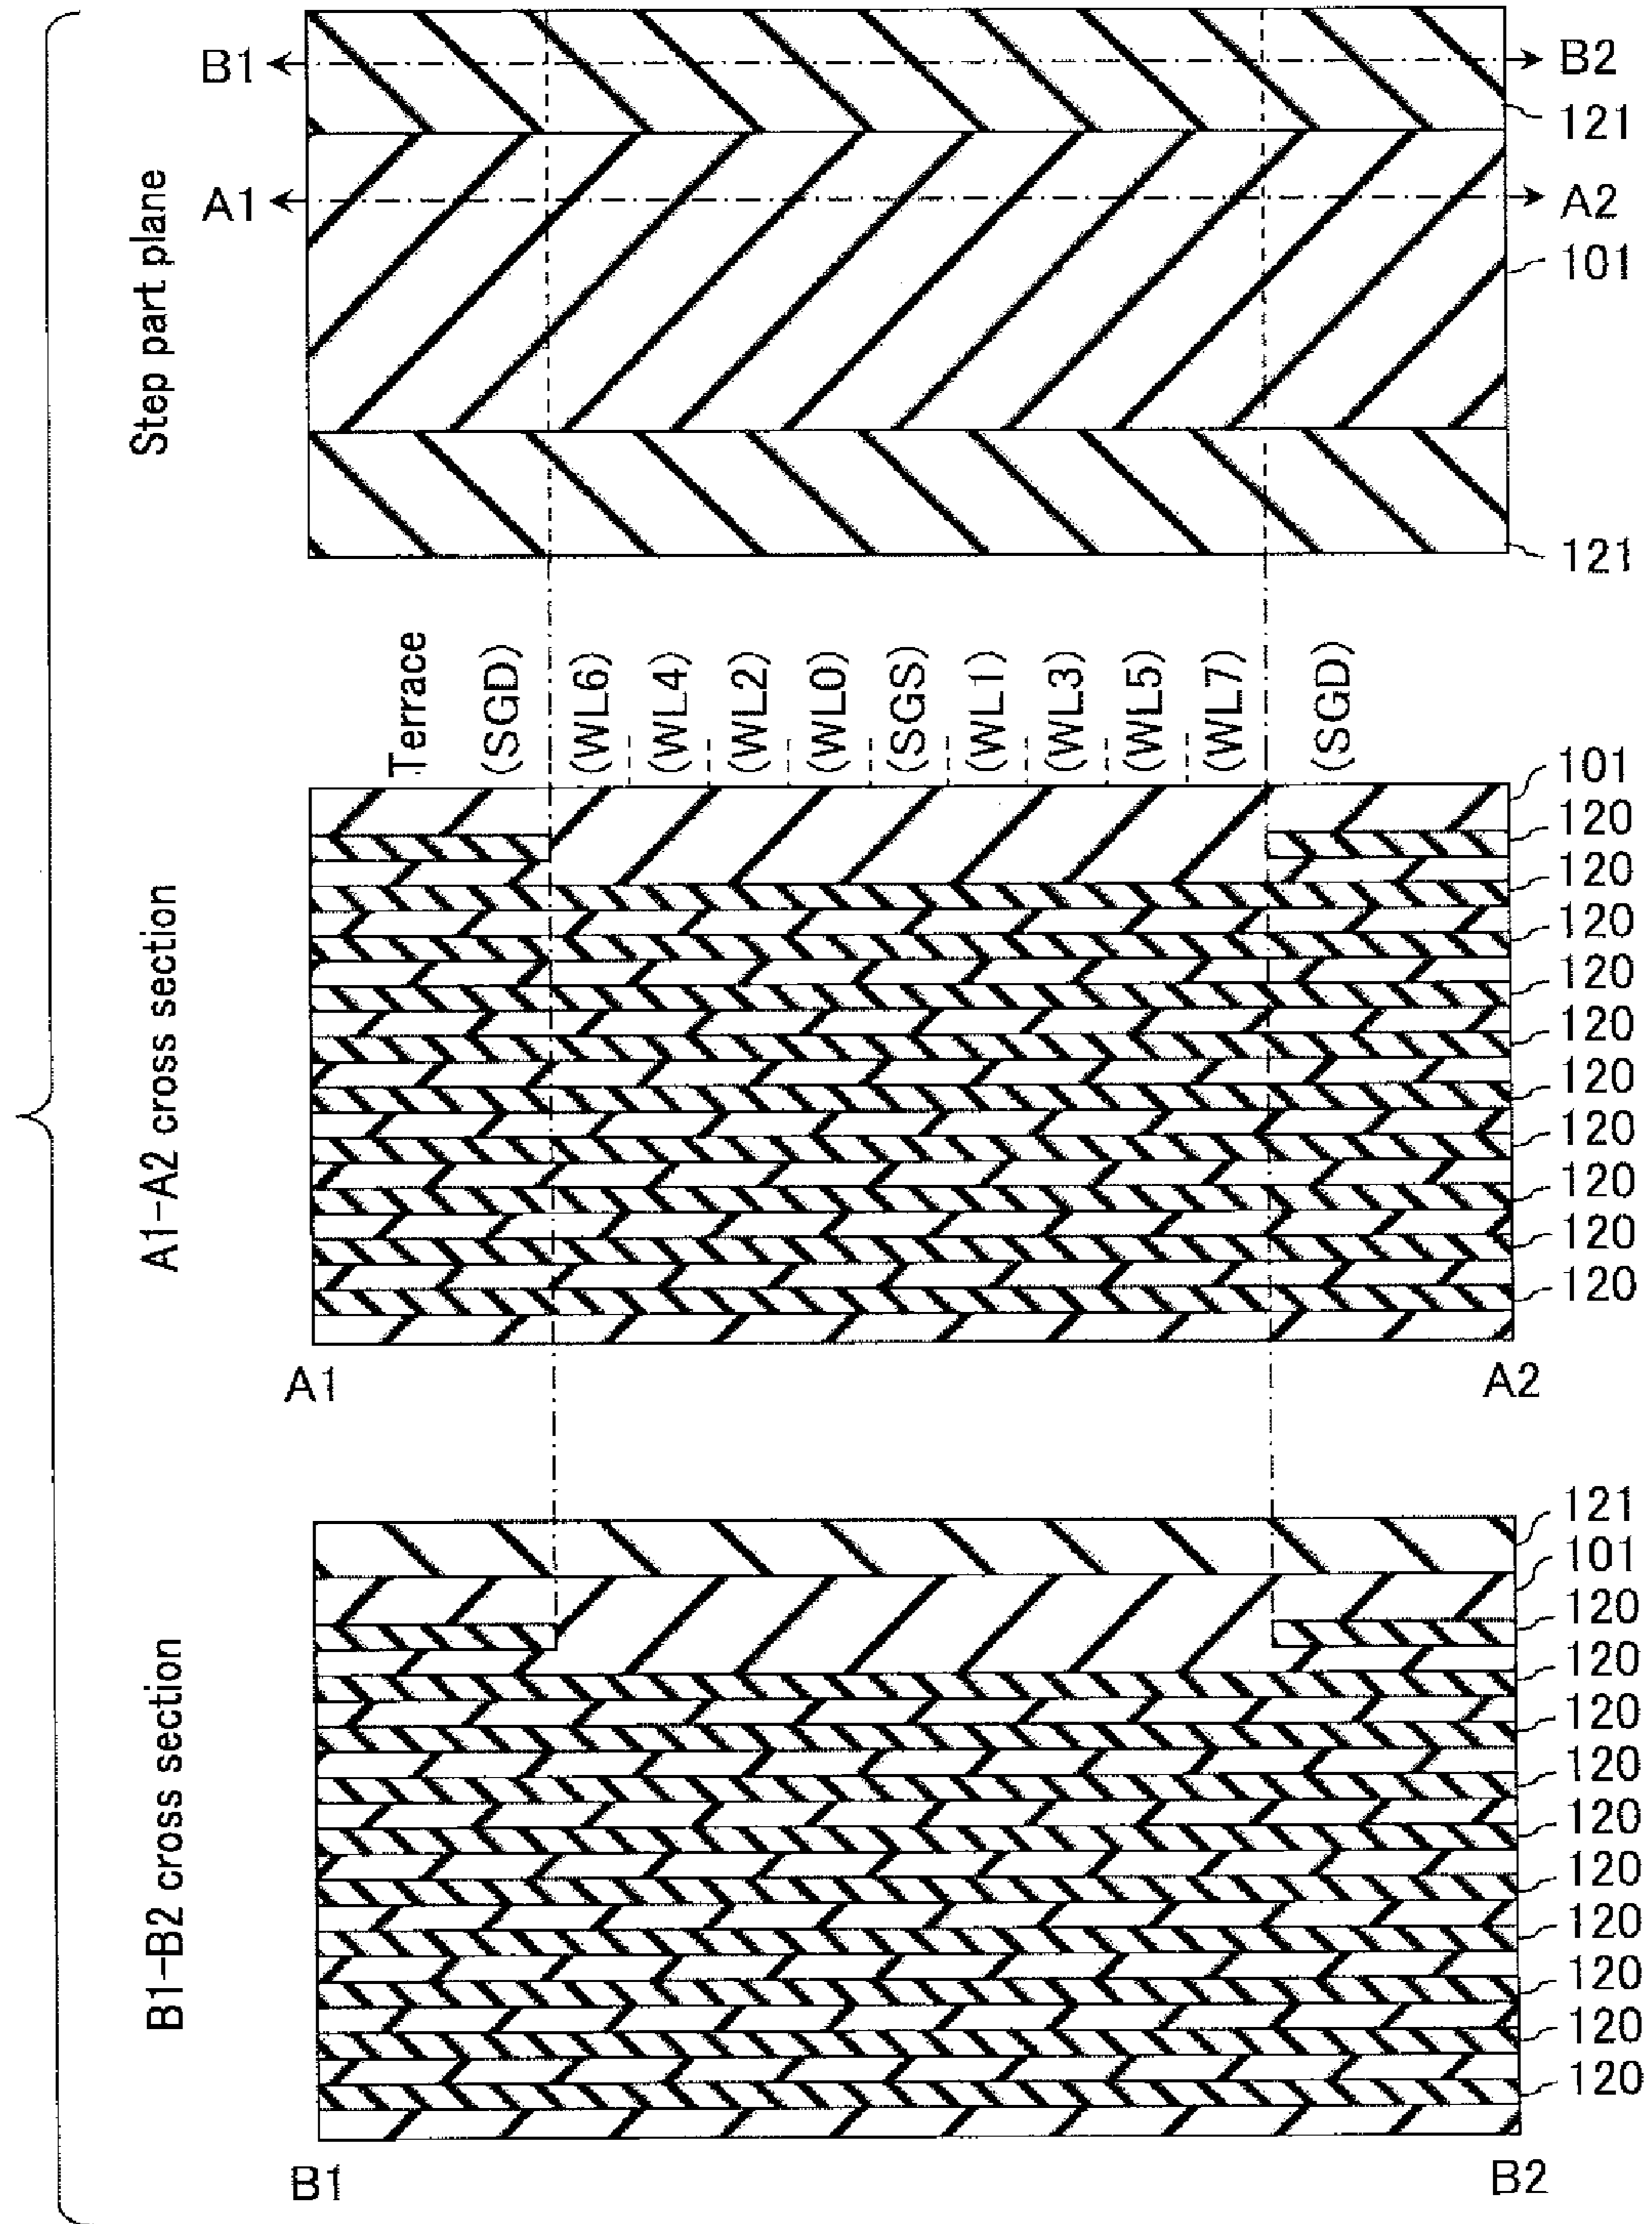 Step part plane
B1
B2
121
A1
A2
101
121
Terrace
(SGD)
(WL6)
(WL4)
(WL2)
(WL0)
(SGS)
(WL1)
(WL3)
(WL5)
(WL7)
(SGD)
A1-A2 cross section
101
120
120
120
120
120
120
120
120
120
120
A1
A2
B1-B2 cross section
121
101
120
120
120
120
120
120
120
120
120
120
B1
B2